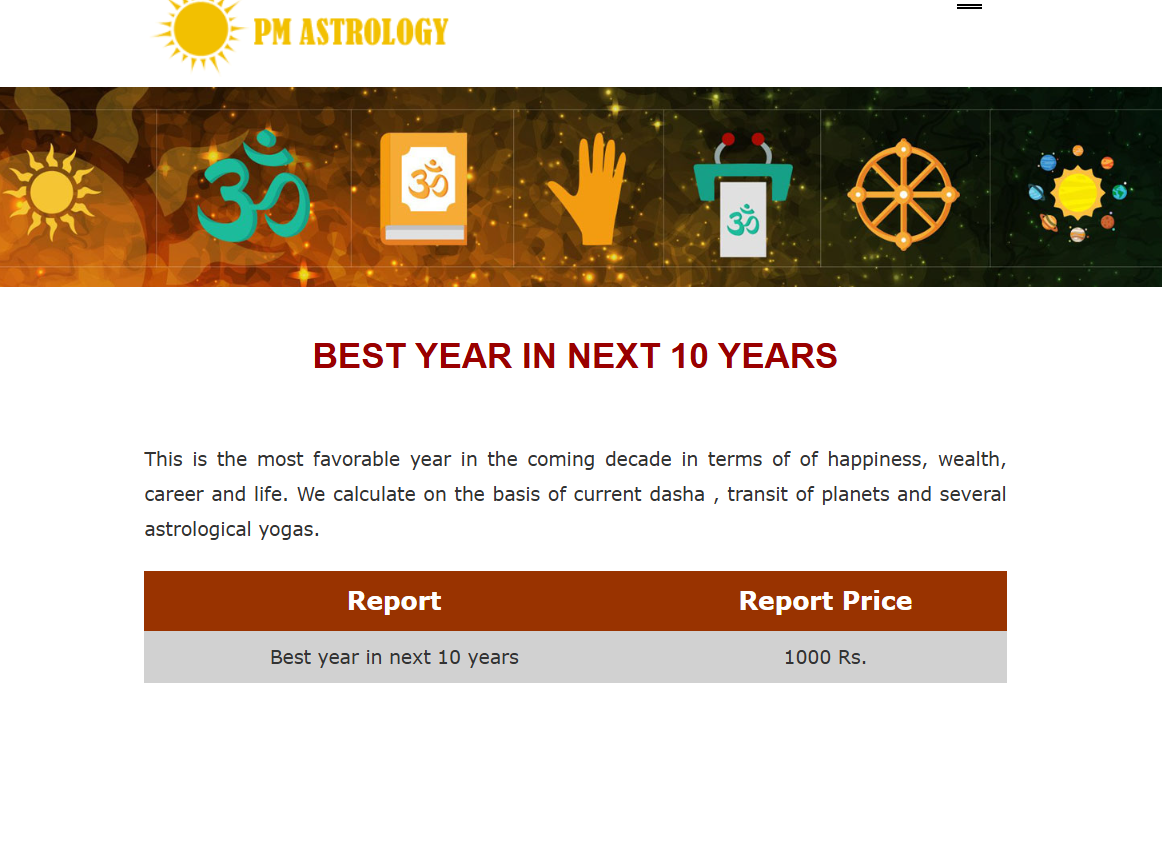 PM ASTROLOGY
ॐ
ॐ
ॐ
BEST YEAR IN NEXT 10 YEARS
This is the most favorable year in the coming decade in terms of of happiness, wealth,
career and life. We calculate on the basis of current dasha , transit of planets and several
astrological yogas.
Report Report Price
Best year in next 10 years 1000 Rs.